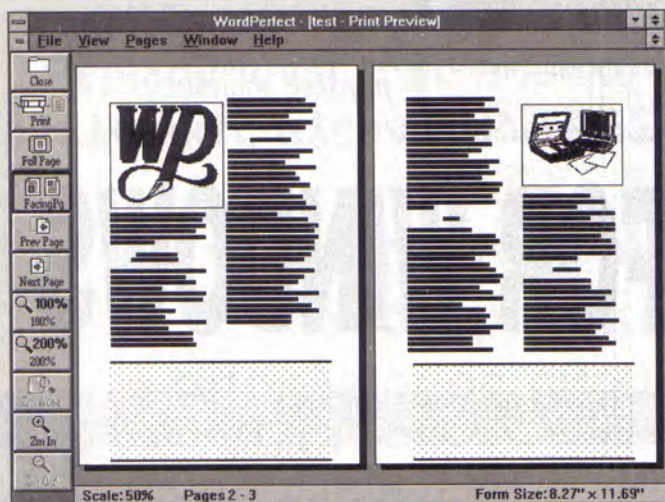 WordPerfect - [test - Print Preview]
File View Pages Window Help
Close
Print
Full Page
FacingPg
Prev Page
Next Page
100%
100%
200%
200%
Zm In
WP
Scale: 50% Pages 2 - 3 Form Size: 8.27" x 11.69"